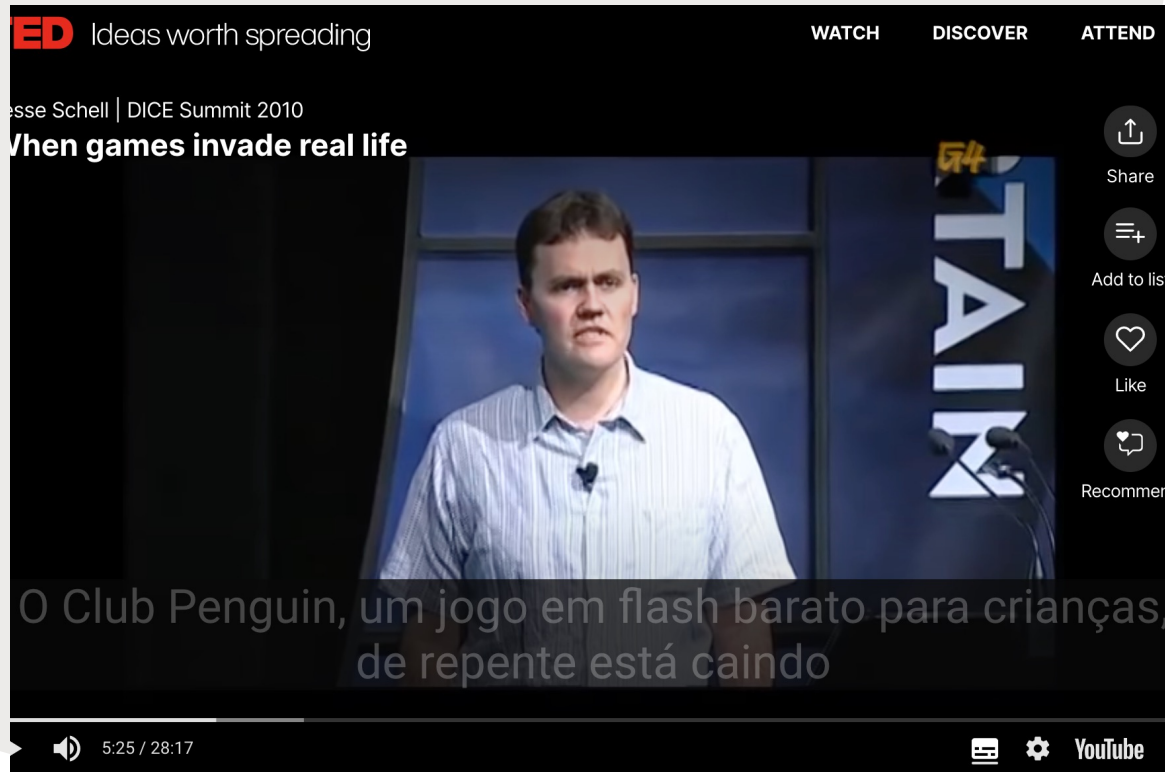 TED Ideas worth spreading
WATCH DISCOVER ATTEND
esse Schell | DICE Summit 2010
When games invade real life
G4
Share
TAIN
Add to lis
Like
Recommen
O Club Penguin, um jogo em flash barato para crianças,
de repente está caindo
5:25 / 28:17
YouTube